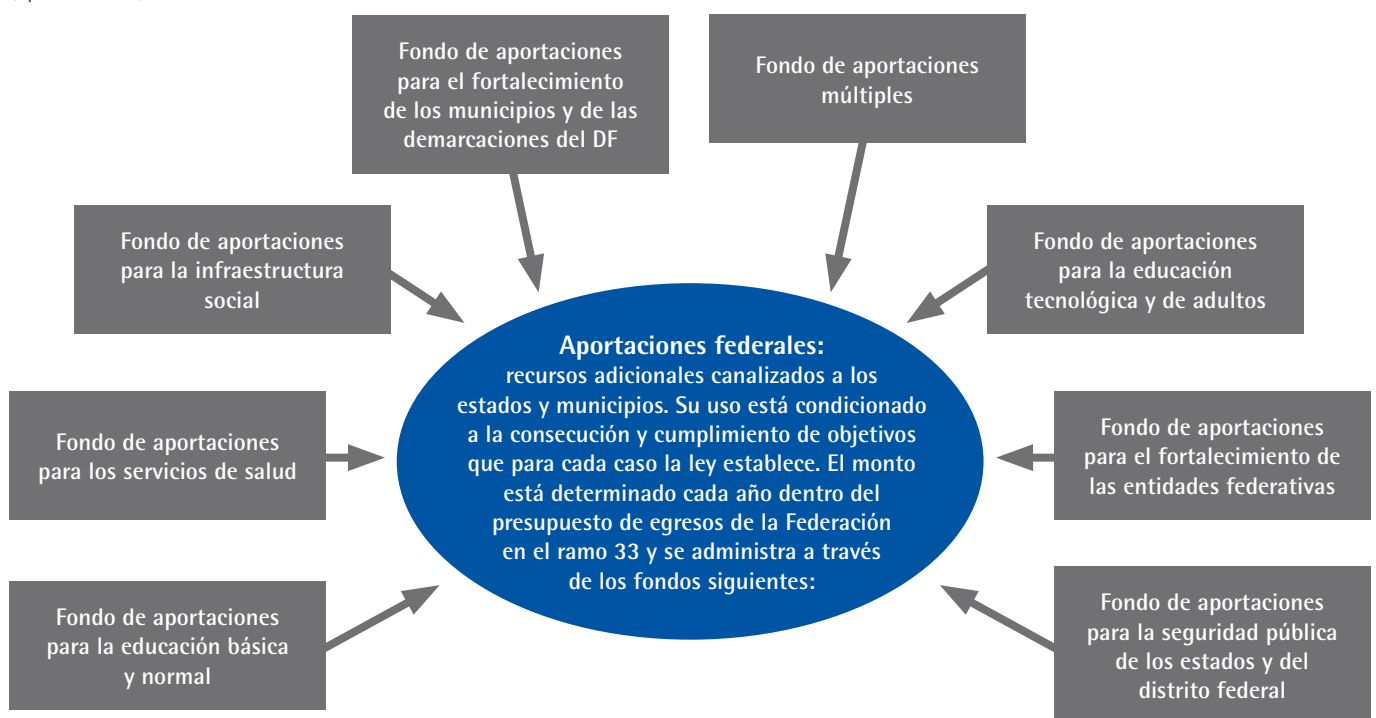 Fondo de aportaciones
para el fortalecimiento
de los municipios y de las
demarcaciones del DF
Fondo de aportaciones
múltiples
Fondo de aportaciones
para la infraestructura
social
Fondo de aportaciones
para la educación
tecnológica y de adultos
Aportaciones federales:
recursos adicionales canalizados a los
estados y municipios. Su uso está condicionado
a la consecución y cumplimiento de objetivos
que para cada caso la ley establece. El monto
está determinado cada año dentro del
presupuesto de egresos de la Federación
en el ramo 33 y se administra a través
de los fondos siguientes:
Fondo de aportaciones
para los servicios de salud
Fondo de aportaciones
para el fortalecimiento de
las entidades federativas
Fondo de aportaciones
para la educación básica
y normal
Fondo de aportaciones
para la seguridad pública
de los estados y del
distrito federal